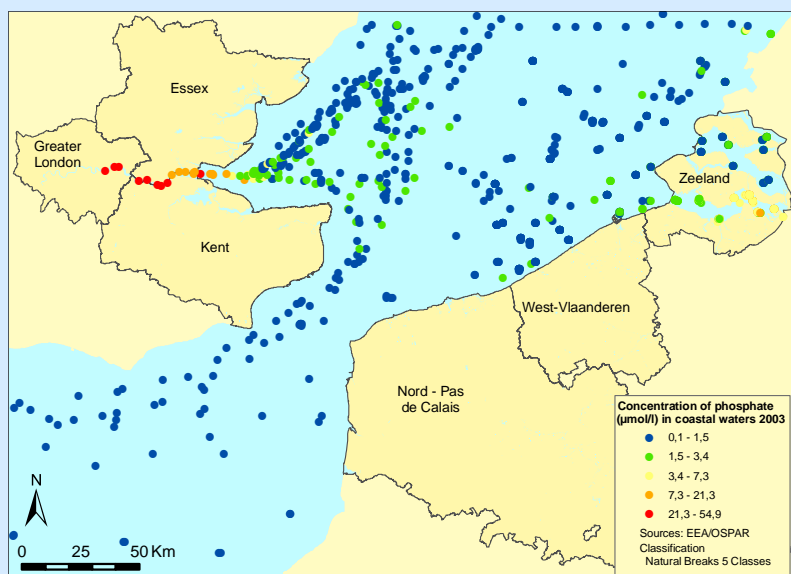 Essex
Greater
London
Zeeland
Kent
West-Vlaanderen
Nord - Pas
de Calais
N
0 25 50 Km
Concentration of phosphate
(µmol/l) in coastal waters 2003
0,1 - 1,5
1,5 - 3,4
3,4 - 7,3
7,3 - 21,3
21,3 - 54,9
Sources: EEA/OSPAR
Classification
Natural Breaks 5 Classes